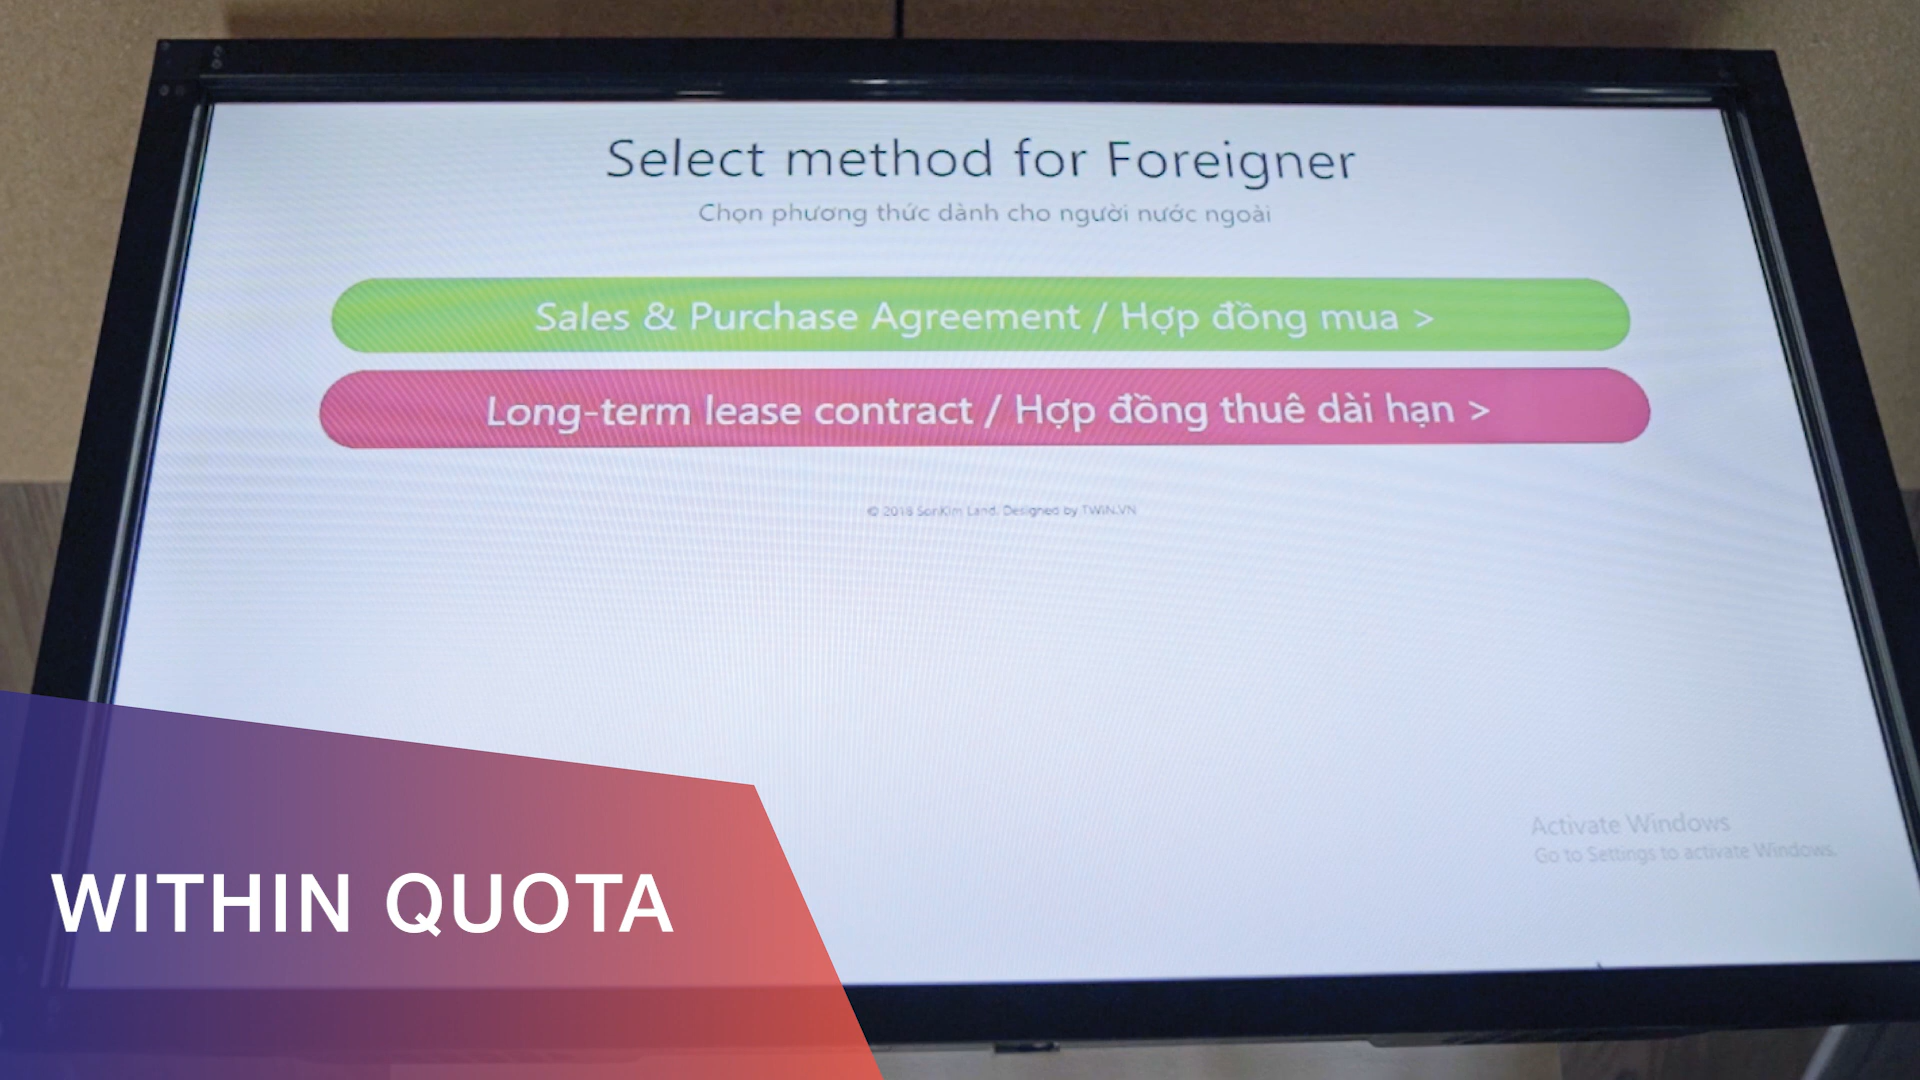 Select method for Foreigner
Chọn phương thức dành cho người nước ngoài
Sales & Purchase Agreement / Hợp đồng mua >
Long-term lease contract / Hợp đồng thuê dài hạn >
© 2018 SonKim Land. Designed by TWIN.VN
Activate Windows
Go to Settings to activate Windows.
WITHIN QUOTA